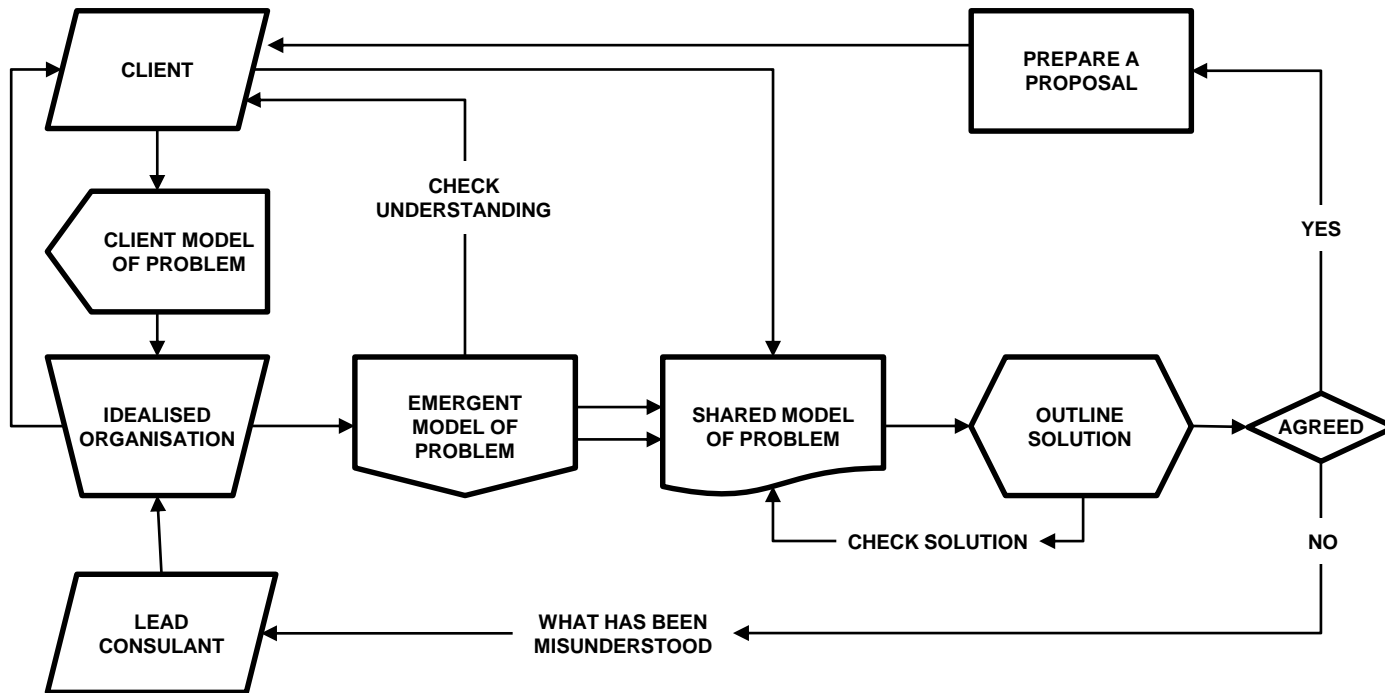 CLIENT
PREPARE A
PROPOSAL
CHECK
UNDERSTANDING
YES
CLIENT MODEL
OF PROBLEM
IDEALISED
ORGANISATION
EMERGENT
MODEL OF
PROBLEM
SHARED MODEL
OF PROBLEM
OUTLINE
SOLUTION
AGREED
CHECK SOLUTION
NO
LEAD
CONSULANT
WHAT HAS BEEN
MISUNDERSTOOD